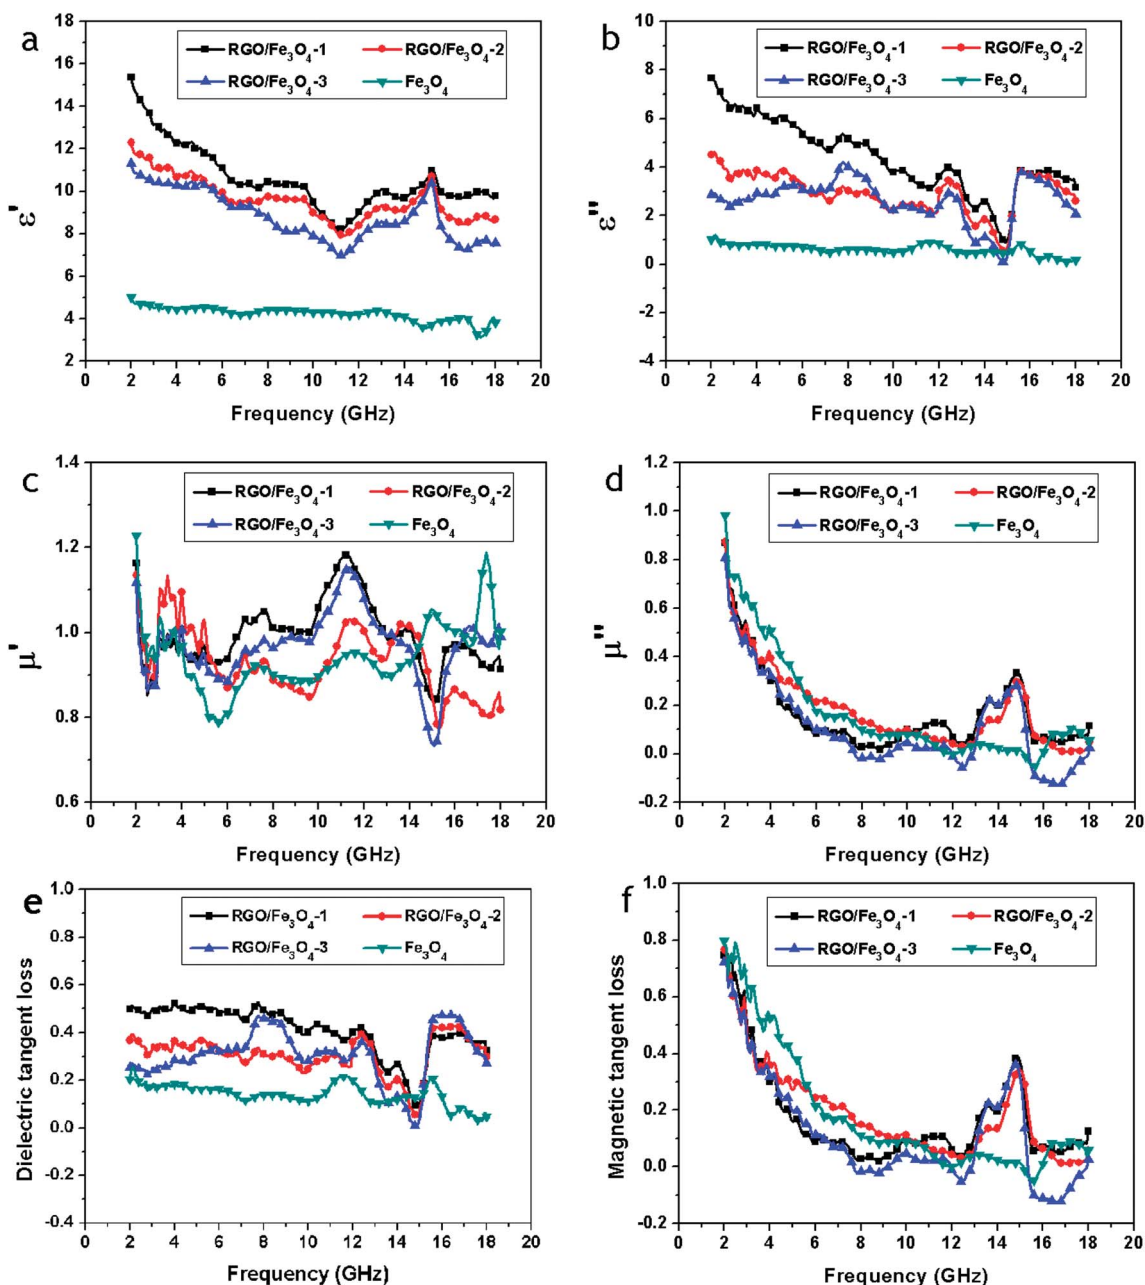 a
RGO/Fe₃O₄-1 RGO/Fe₃O₄-2
RGO/Fe₃O₄-3 Fe₃O₄
18
16
14
12
10
8
6
4
2
ε'
0 2 4 6 8 10 12 14 16 18 20
Frequency (GHz)
b
RGO/Fe₃O₄-1 RGO/Fe₃O₄-2
RGO/Fe₃O₄-3 Fe₃O₄
10
8
6
4
2
0
-2
-4
ε"
0 2 4 6 8 10 12 14 16 18 20
Frequency (GHz)
c
RGO/Fe₃O₄-1 RGO/Fe₃O₄-2
RGO/Fe₃O₄-3 Fe₃O₄
1.4
1.2
1.0
0.8
0.6
μ'
0 2 4 6 8 10 12 14 16 18 20
Frequency (GHz)
d
RGO/Fe₃O₄-1 RGO/Fe₃O₄-2
RGO/Fe₃O₄-3 Fe₃O₄
1.2
1.0
0.8
0.6
0.4
0.2
0.0
-0.2
μ"
0 2 4 6 8 10 12 14 16 18 20
Frequency (GHz)
e
RGO/Fe₃O₄-1 RGO/Fe₃O₄-2
RGO/Fe₃O₄-3 Fe₃O₄
1.0
0.8
0.6
0.4
0.2
0.0
-0.2
-0.4
Dielectric tangent loss
0 2 4 6 8 10 12 14 16 18 20
Frequency (GHz)
f
RGO/Fe₃O₄-1 RGO/Fe₃O₄-2
RGO/Fe₃O₄-3 Fe₃O₄
1.0
0.8
0.6
0.4
0.2
0.0
-0.2
Magnetic tangent loss
0 2 4 6 8 10 12 14 16 18 20
Frequency (GHz)